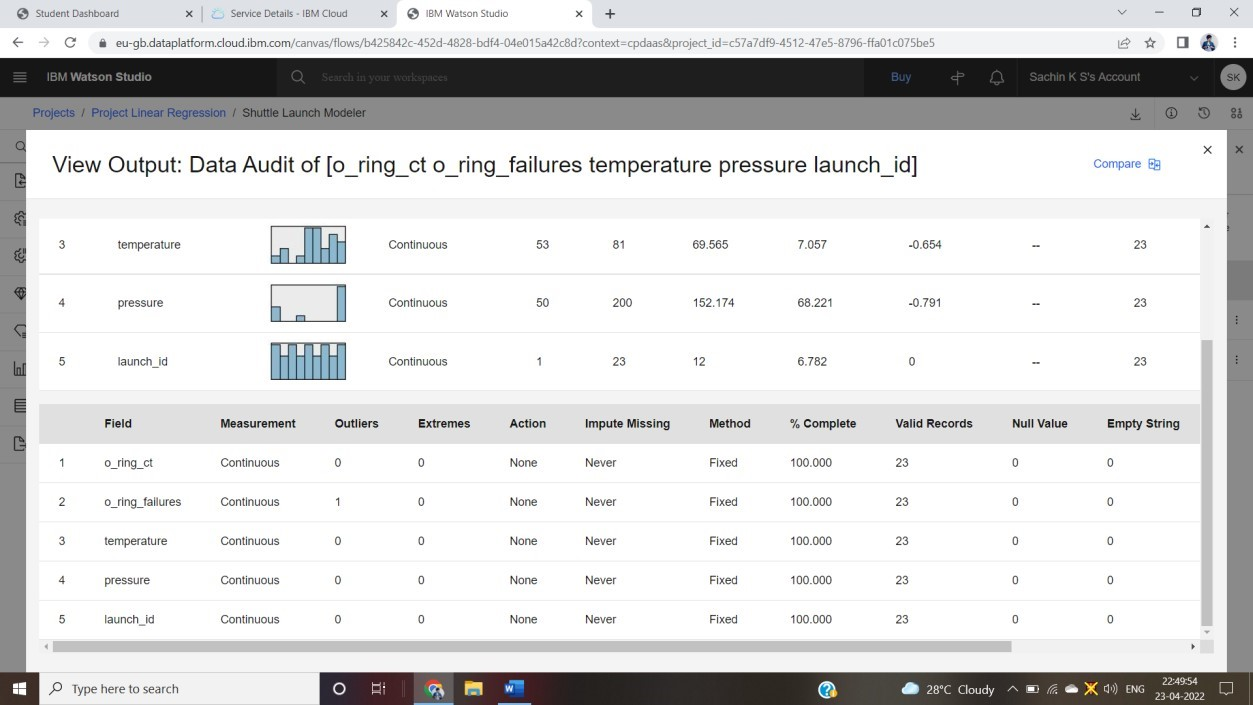 Student Dashboard
Service Details - IBM Cloud
IBM Watson Studio
eu-gb.dataplatform.cloud.ibm.com/canvas/flows/b425842c-452d-4828-bdf4-04e015a42c8d?context=cpdaas&project_id=c57a7df9-4512-47e5-8796-ffa01c075be5
IBM Watson Studio Search in your workspaces Buy Sachin K S's Account SK
Projects / Project Linear Regression / Shuttle Launch Modeler
View Output: Data Audit of [o_ring_ct o_ring_failures temperature pressure launch_id] Compare
3 temperature Continuous 53 81 69.565 7.057 -0.654 -- 23
4 pressure Continuous 50 200 152.174 68.221 -0.791 -- 23
5 launch_id Continuous 1 23 12 6.782 0 -- 23
Field Measurement Outliers Extremes Action Impute Missing Method % Complete Valid Records Null Value Empty String
1 o_ring_ct Continuous 0 0 None Never Fixed 100.000 23 0 0
2 o_ring_failures Continuous 1 0 None Never Fixed 100.000 23 0 0
3 temperature Continuous 0 0 None Never Fixed 100.000 23 0 0
4 pressure Continuous 0 0 None Never Fixed 100.000 23 0 0
5 launch_id Continuous 0 0 None Never Fixed 100.000 23 0 0
Type here to search
28°C Cloudy
ENG
22:49:54
23-04-2022